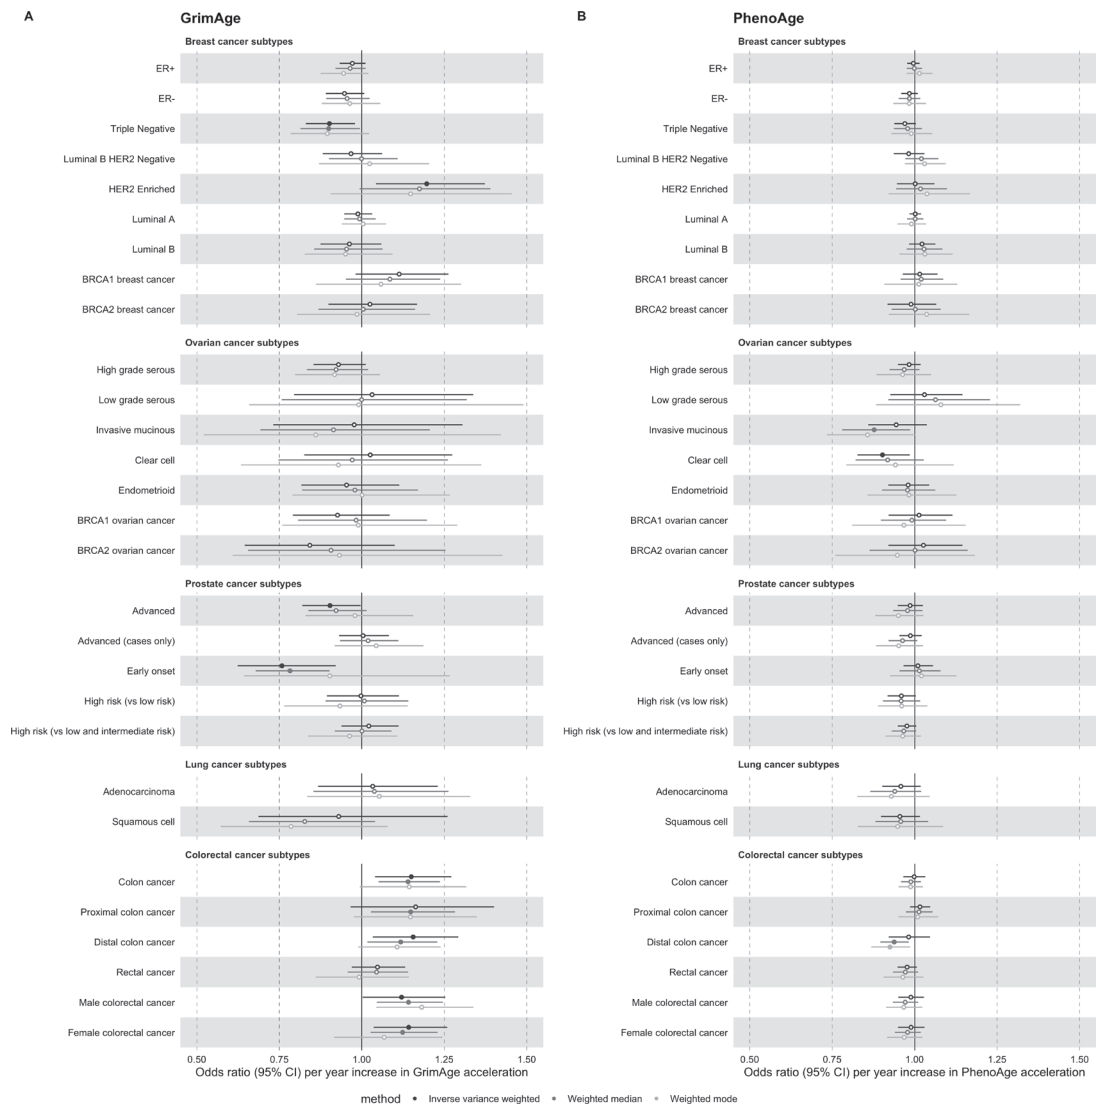 A
GrimAge
Breast cancer subtypes
ER+
ER-
Triple Negative
Luminal B HER2 Negative
HER2 Enriched
Luminal A
Luminal B
BRCA1 breast cancer
BRCA2 breast cancer
Ovarian cancer subtypes
High grade serous
Low grade serous
Invasive mucinous
Clear cell
Endometrioid
BRCA1 ovarian cancer
BRCA2 ovarian cancer
Prostate cancer subtypes
Advanced
Advanced (cases only)
Early onset
High risk (vs low risk)
High risk (vs low and intermediate risk)
Lung cancer subtypes
Adenocarcinoma
Squamous cell
Colorectal cancer subtypes
Colon cancer
Proximal colon cancer
Distal colon cancer
Rectal cancer
Male colorectal cancer
Female colorectal cancer
0.50 0.75 1.00 1.25 1.50
Odds ratio (95% CI) per year increase in GrimAge acceleration
B
PhenoAge
Breast cancer subtypes
ER+
ER-
Triple Negative
Luminal B HER2 Negative
HER2 Enriched
Luminal A
Luminal B
BRCA1 breast cancer
BRCA2 breast cancer
Ovarian cancer subtypes
High grade serous
Low grade serous
Invasive mucinous
Clear cell
Endometrioid
BRCA1 ovarian cancer
BRCA2 ovarian cancer
Prostate cancer subtypes
Advanced
Advanced (cases only)
Early onset
High risk (vs low risk)
High risk (vs low and intermediate risk)
Lung cancer subtypes
Adenocarcinoma
Squamous cell
Colorectal cancer subtypes
Colon cancer
Proximal colon cancer
Distal colon cancer
Rectal cancer
Male colorectal cancer
Female colorectal cancer
0.50 0.75 1.00 1.25 1.50
Odds ratio (95% CI) per year increase in PhenoAge acceleration
method Inverse variance weighted Weighted median Weighted mode